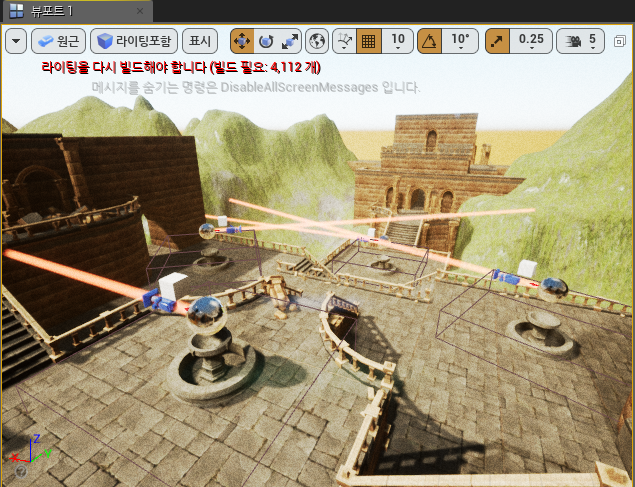 뷰포트 1
원근 라이팅포함 표시 10 10° 0.25 5
라이팅을 다시 빌드해야 합니다 (빌드 필요: 4,112 개)
메시지를 숨기는 명령은 DisableAllScreenMessages 입니다.
Z
X Y